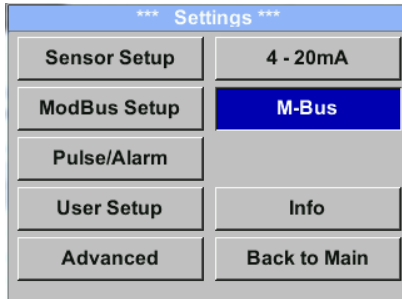 *** Settings ***
Sensor Setup
4 - 20mA
ModBus Setup
M-Bus
Pulse/Alarm
User Setup
Info
Advanced
Back to Main